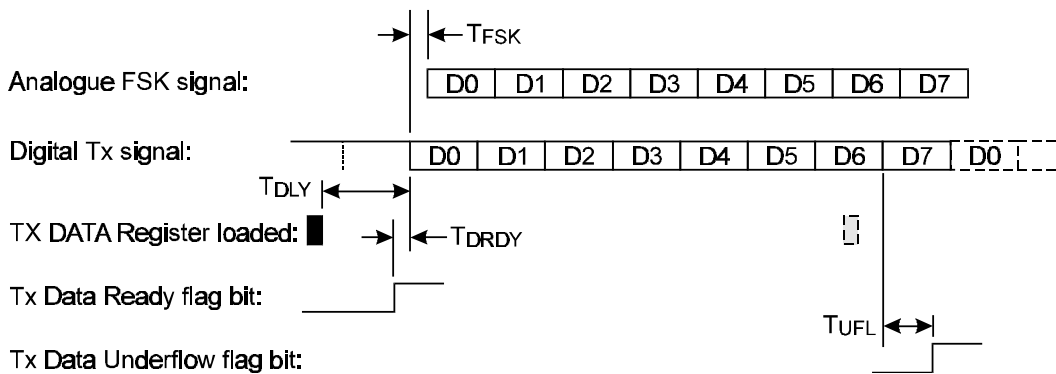 TFSK
Analogue FSK signal: D0 D1 D2 D3 D4 D5 D6 D7
Digital Tx signal: D0 D1 D2 D3 D4 D5 D6 D7 D0
TDLY
TX DATA Register loaded: TDRDY
Tx Data Ready flag bit:
TUFL
Tx Data Underflow flag bit: